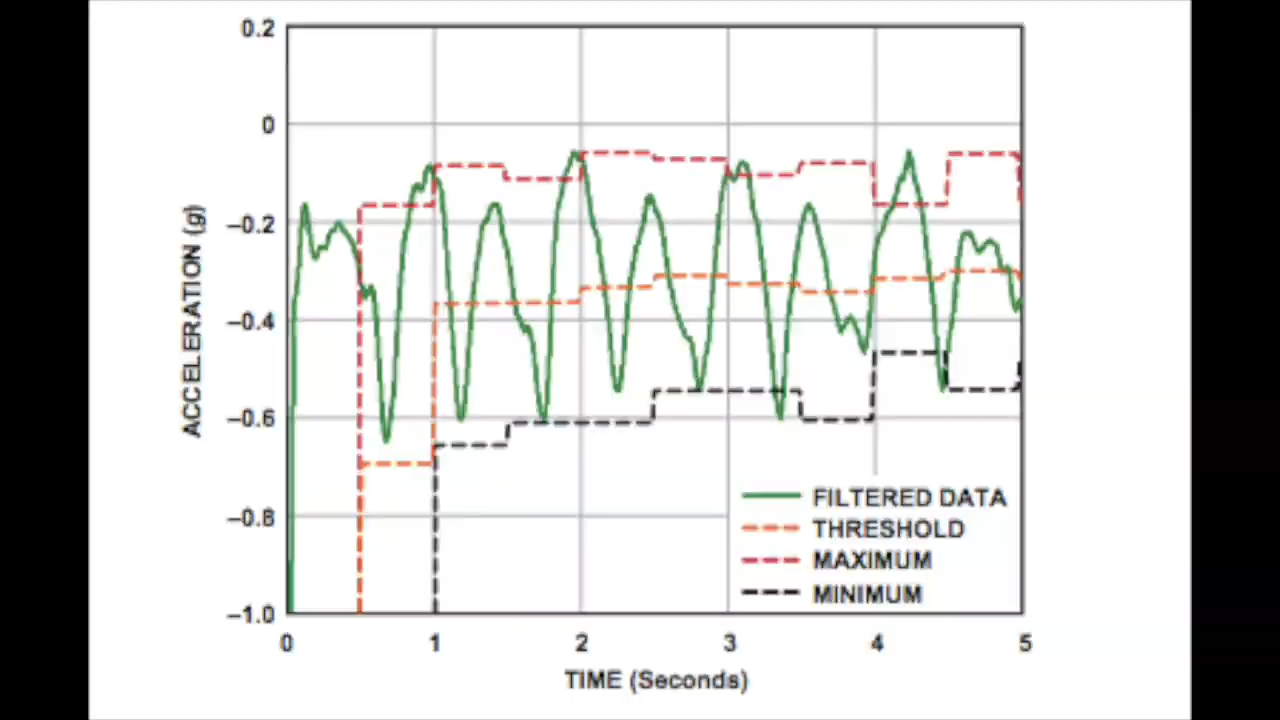 0.2
0
–0.2
–0.4
–0.6
–0.8
–1.0
ACCELERATION (g)
0 1 2 3 4 5
TIME (Seconds)
FILTERED DATA
THRESHOLD
MAXIMUM
MINIMUM